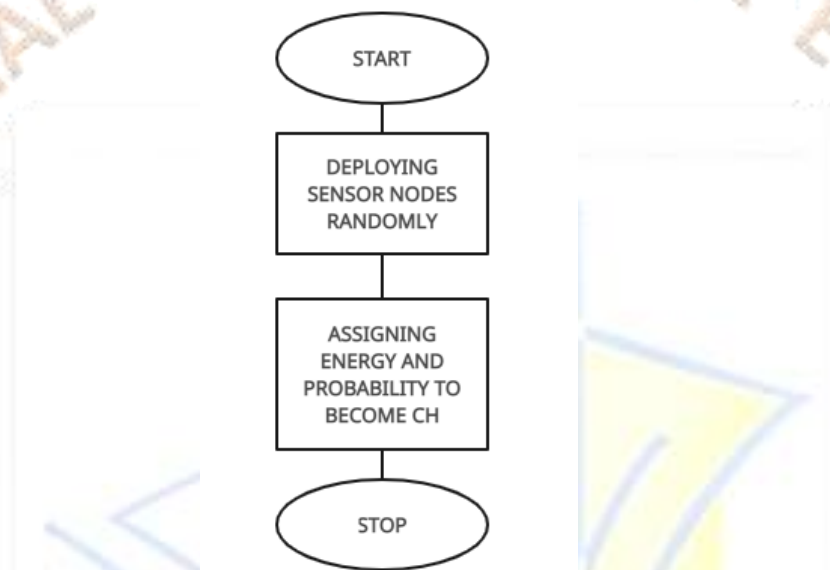 START
DEPLOYING
SENSOR NODES
RANDOMLY
ASSIGNING
ENERGY AND
PROBABILITY TO
BECOME CH
STOP